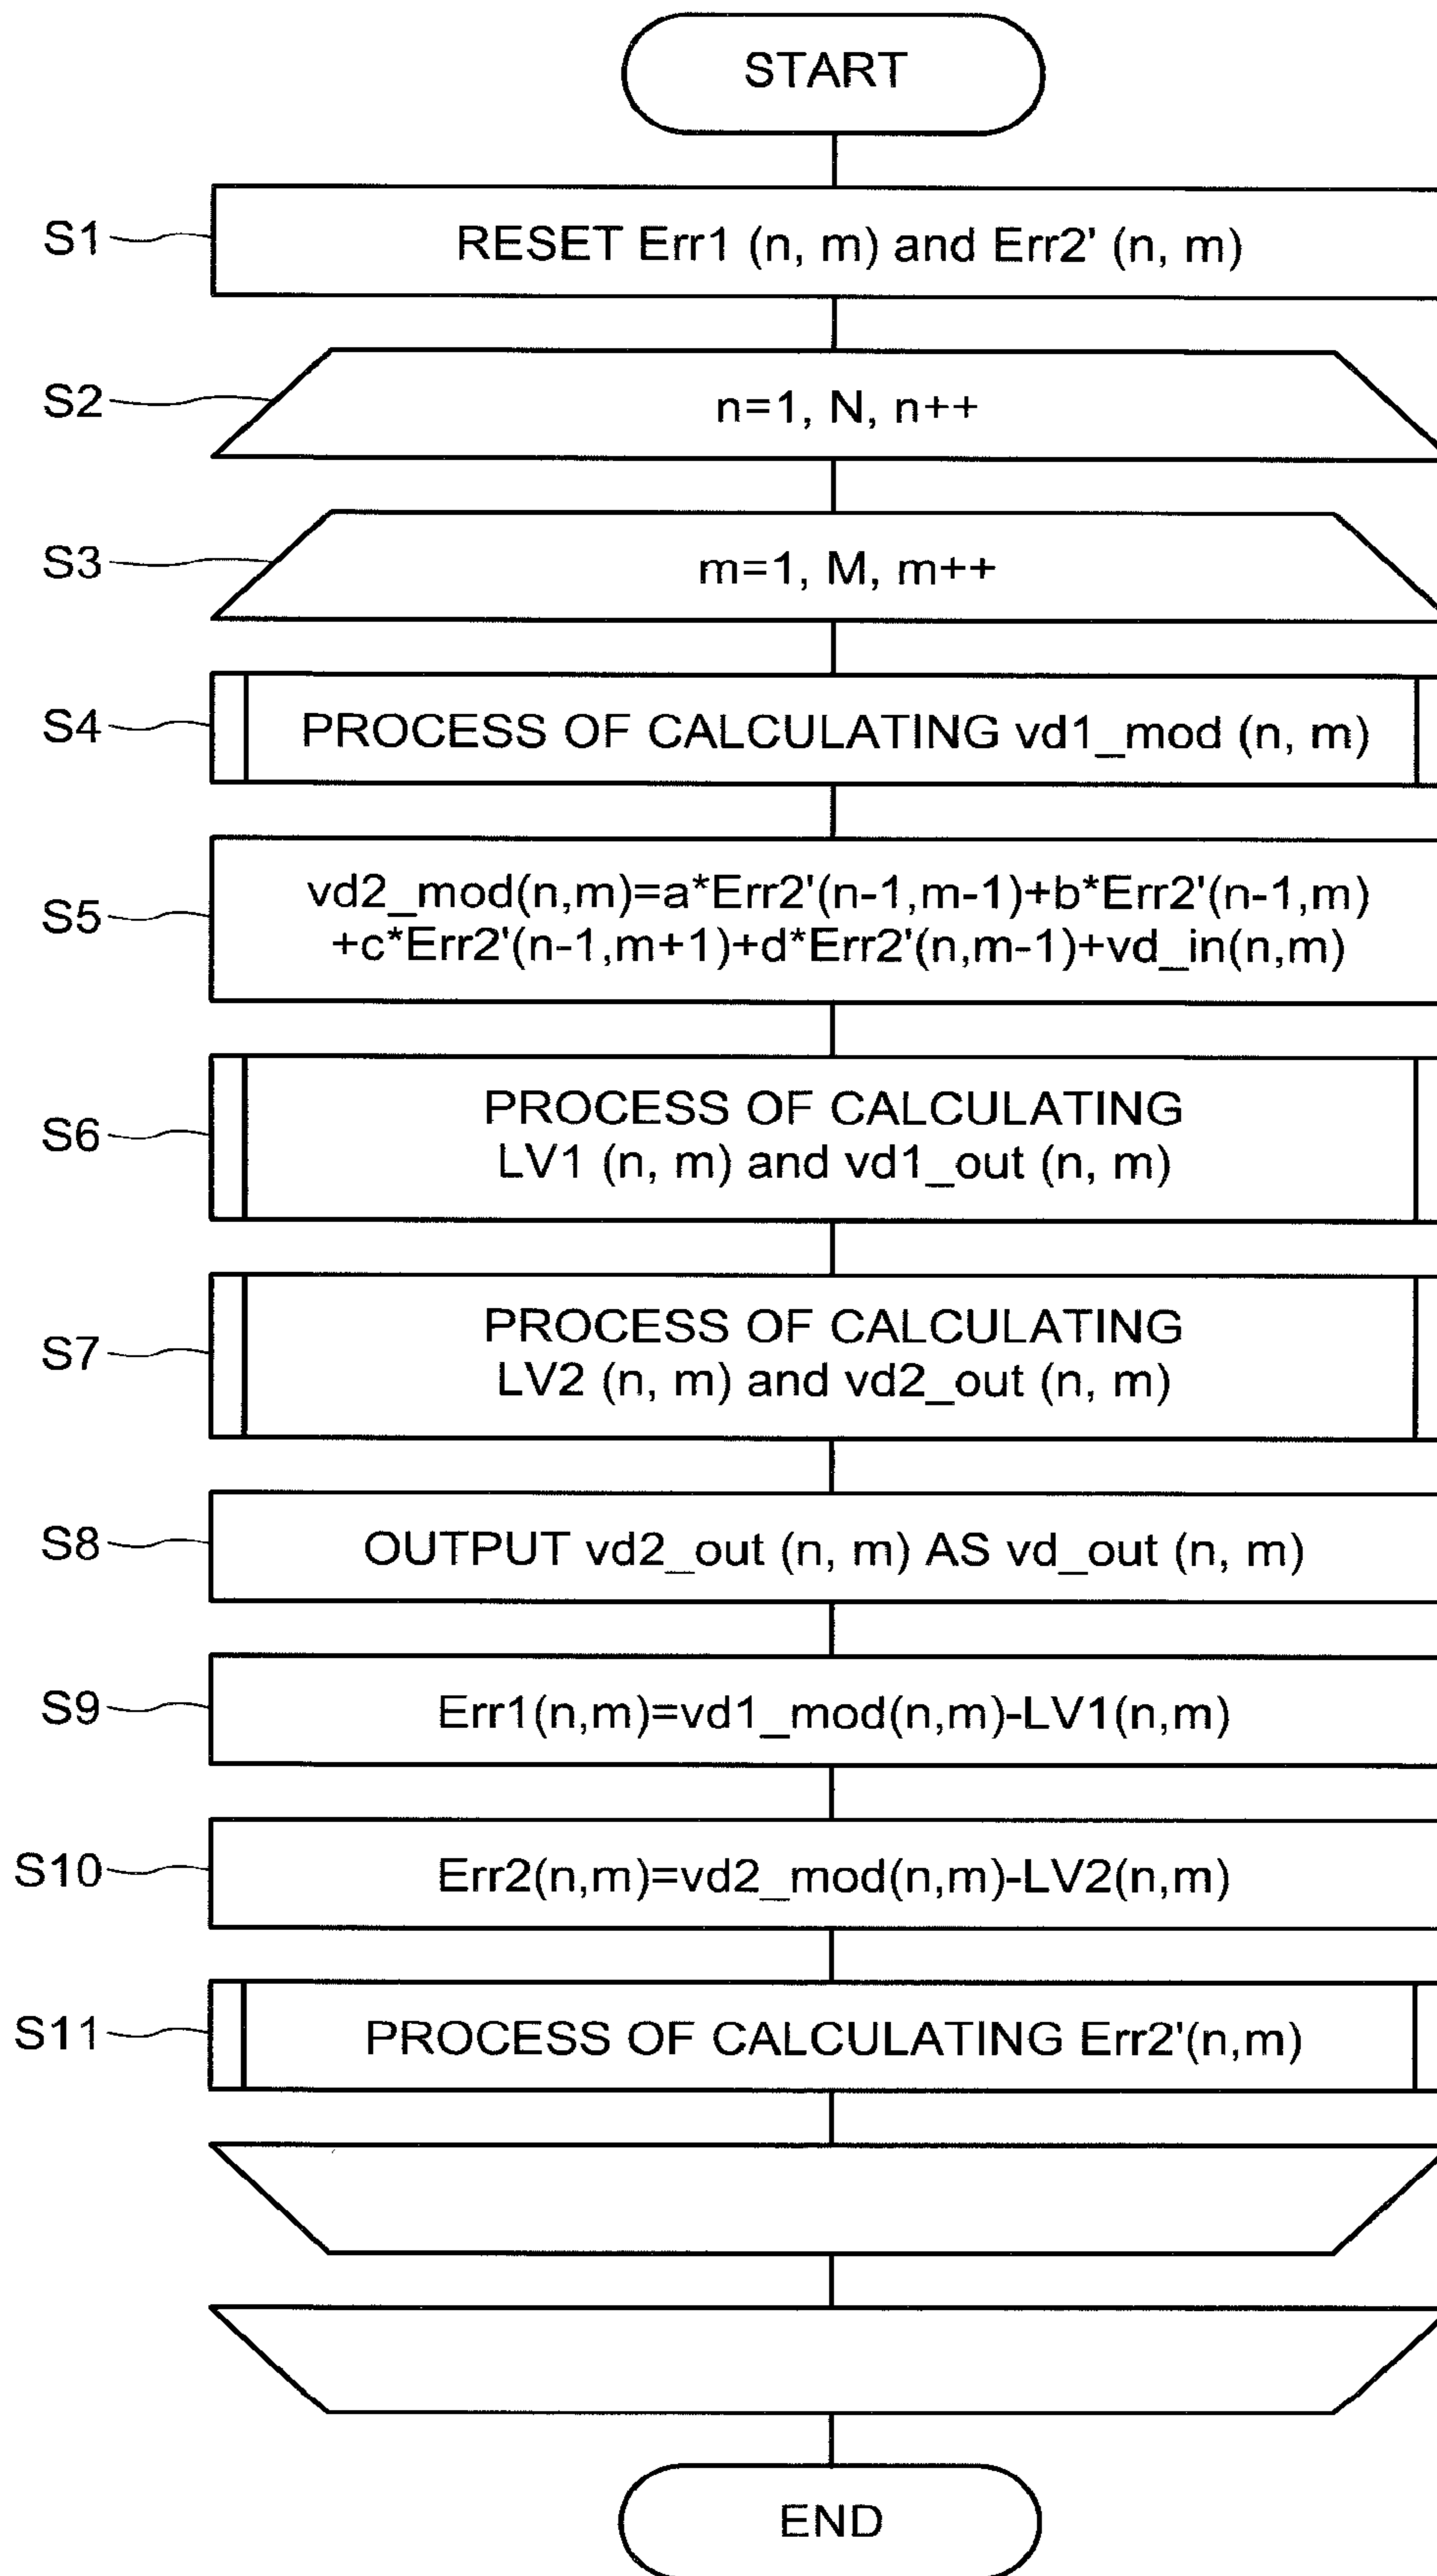 START
S1
RESET Err1 (n, m) and Err2' (n, m)
S2
n=1, N, n++
S3
m=1, M, m++
S4
PROCESS OF CALCULATING vd1_mod (n, m)
S5
vd2_mod(n,m)=a*Err2'(n-1,m-1)+b*Err2'(n-1,m)
+c*Err2'(n-1,m+1)+d*Err2'(n,m-1)+vd_in(n,m)
S6
PROCESS OF CALCULATING
LV1 (n, m) and vd1_out (n, m)
S7
PROCESS OF CALCULATING
LV2 (n, m) and vd2_out (n, m)
S8
OUTPUT vd2_out (n, m) AS vd_out (n, m)
S9
Err1(n,m)=vd1_mod(n,m)-LV1(n,m)
S10
Err2(n,m)=vd2_mod(n,m)-LV2(n,m)
S11
PROCESS OF CALCULATING Err2'(n,m)
END